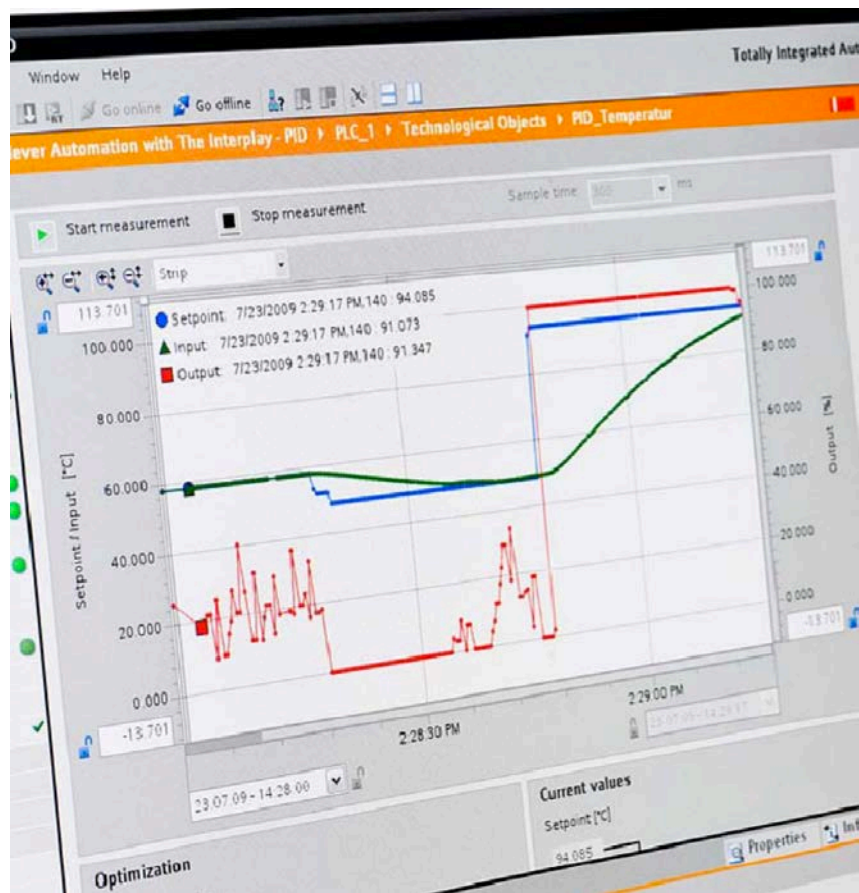 Window Help
Totally Integrated Aut
Go online Go offline
ever Automation with The Interplay - PID PLC_1 Technological Objects PID_Temperatur
Start measurement Stop measurement Sample time 300 ms
Strip
113.701
113.701
Setpoint: 7/23/2009 2:29:17 PM,140 : 94.085
Input: 7/23/2009 2:29:17 PM,140 : 91.073
Output: 7/23/2009 2:29:17 PM,140 : 91.347
100.000
80.000
60.000
40.000
20.000
0.000
-13.701
Setpoint / Input [°C]
100.000
80.000
60.000
40.000
20.000
0.000
-13.701
Output [%]
2:28:30 PM
2:29:00 PM
23.07.09 - 14:28:00
Optimization
Current values
Setpoint [°C]
94.085
Properties Inf